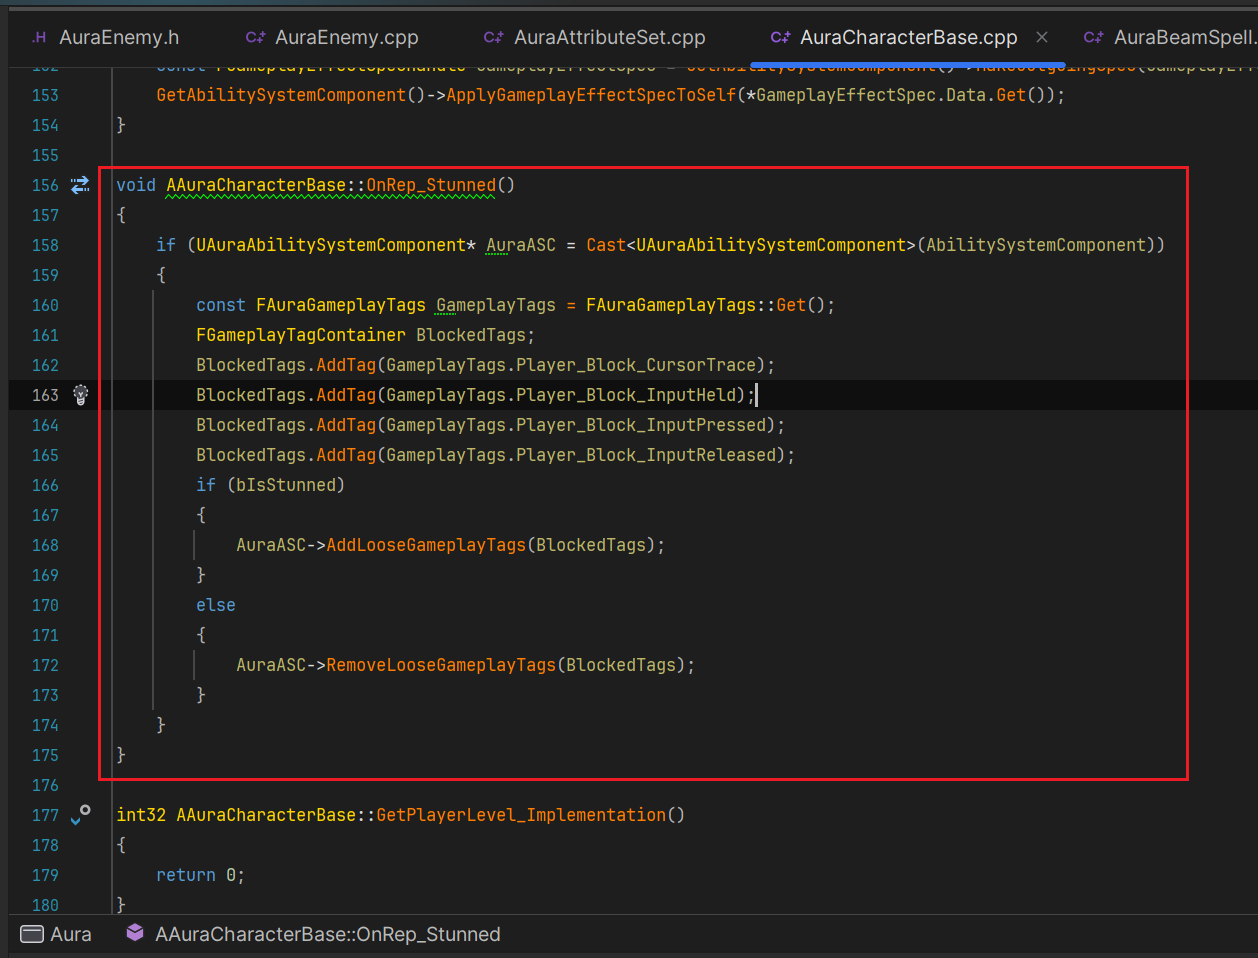 AuraEnemy.h AuraEnemy.cpp AuraAttributeSet.cpp AuraCharacterBase.cpp AuraBeamSpell.
153 GetAbilitySystemComponent()->ApplyGameplayEffectSpecToSelf(*GameplayEffectSpec.Data.Get());
154 }
155
156 void AAuraCharacterBase::OnRep_Stunned()
157 {
158 if (UAuraAbilitySystemComponent* AuraASC = Cast<UAuraAbilitySystemComponent>(AbilitySystemComponent))
159 {
160 const FAuraGameplayTags GameplayTags = FAuraGameplayTags::Get();
161 FGameplayTagContainer BlockedTags;
162 BlockedTags.AddTag(GameplayTags.Player_Block_CursorTrace);
163 BlockedTags.AddTag(GameplayTags.Player_Block_InputHeld);
164 BlockedTags.AddTag(GameplayTags.Player_Block_InputPressed);
165 BlockedTags.AddTag(GameplayTags.Player_Block_InputReleased);
166 if (bIsStunned)
167 {
168 AuraASC->AddLooseGameplayTags(BlockedTags);
169 }
170 else
171 {
172 AuraASC->RemoveLooseGameplayTags(BlockedTags);
173 }
174 }
175 }
176
177 int32 AAuraCharacterBase::GetPlayerLevel_Implementation()
178 {
179 return 0;
180 }
Aura AAuraCharacterBase::OnRep_Stunned